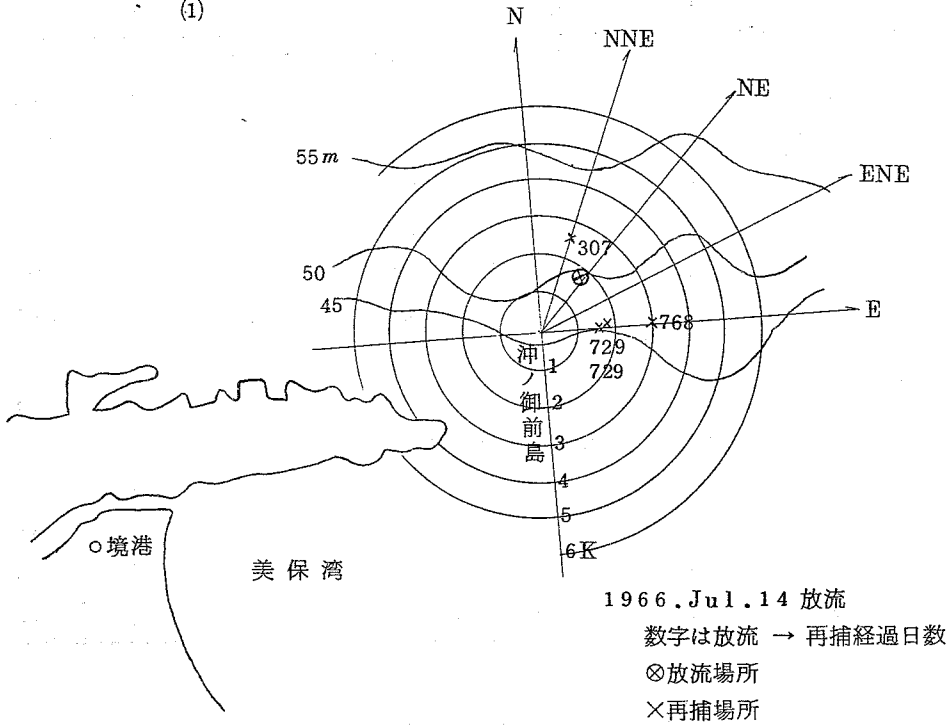 (1)
N
NNE
NE
55m
ENE
307
50
45
E
768
729
729
沖ノ御前島
1
2
3
4
5
6K
境港
美保湾
1966.Jul.14 放流
数字は放流 → 再捕経過日数
⊗放流場所
×再捕場所